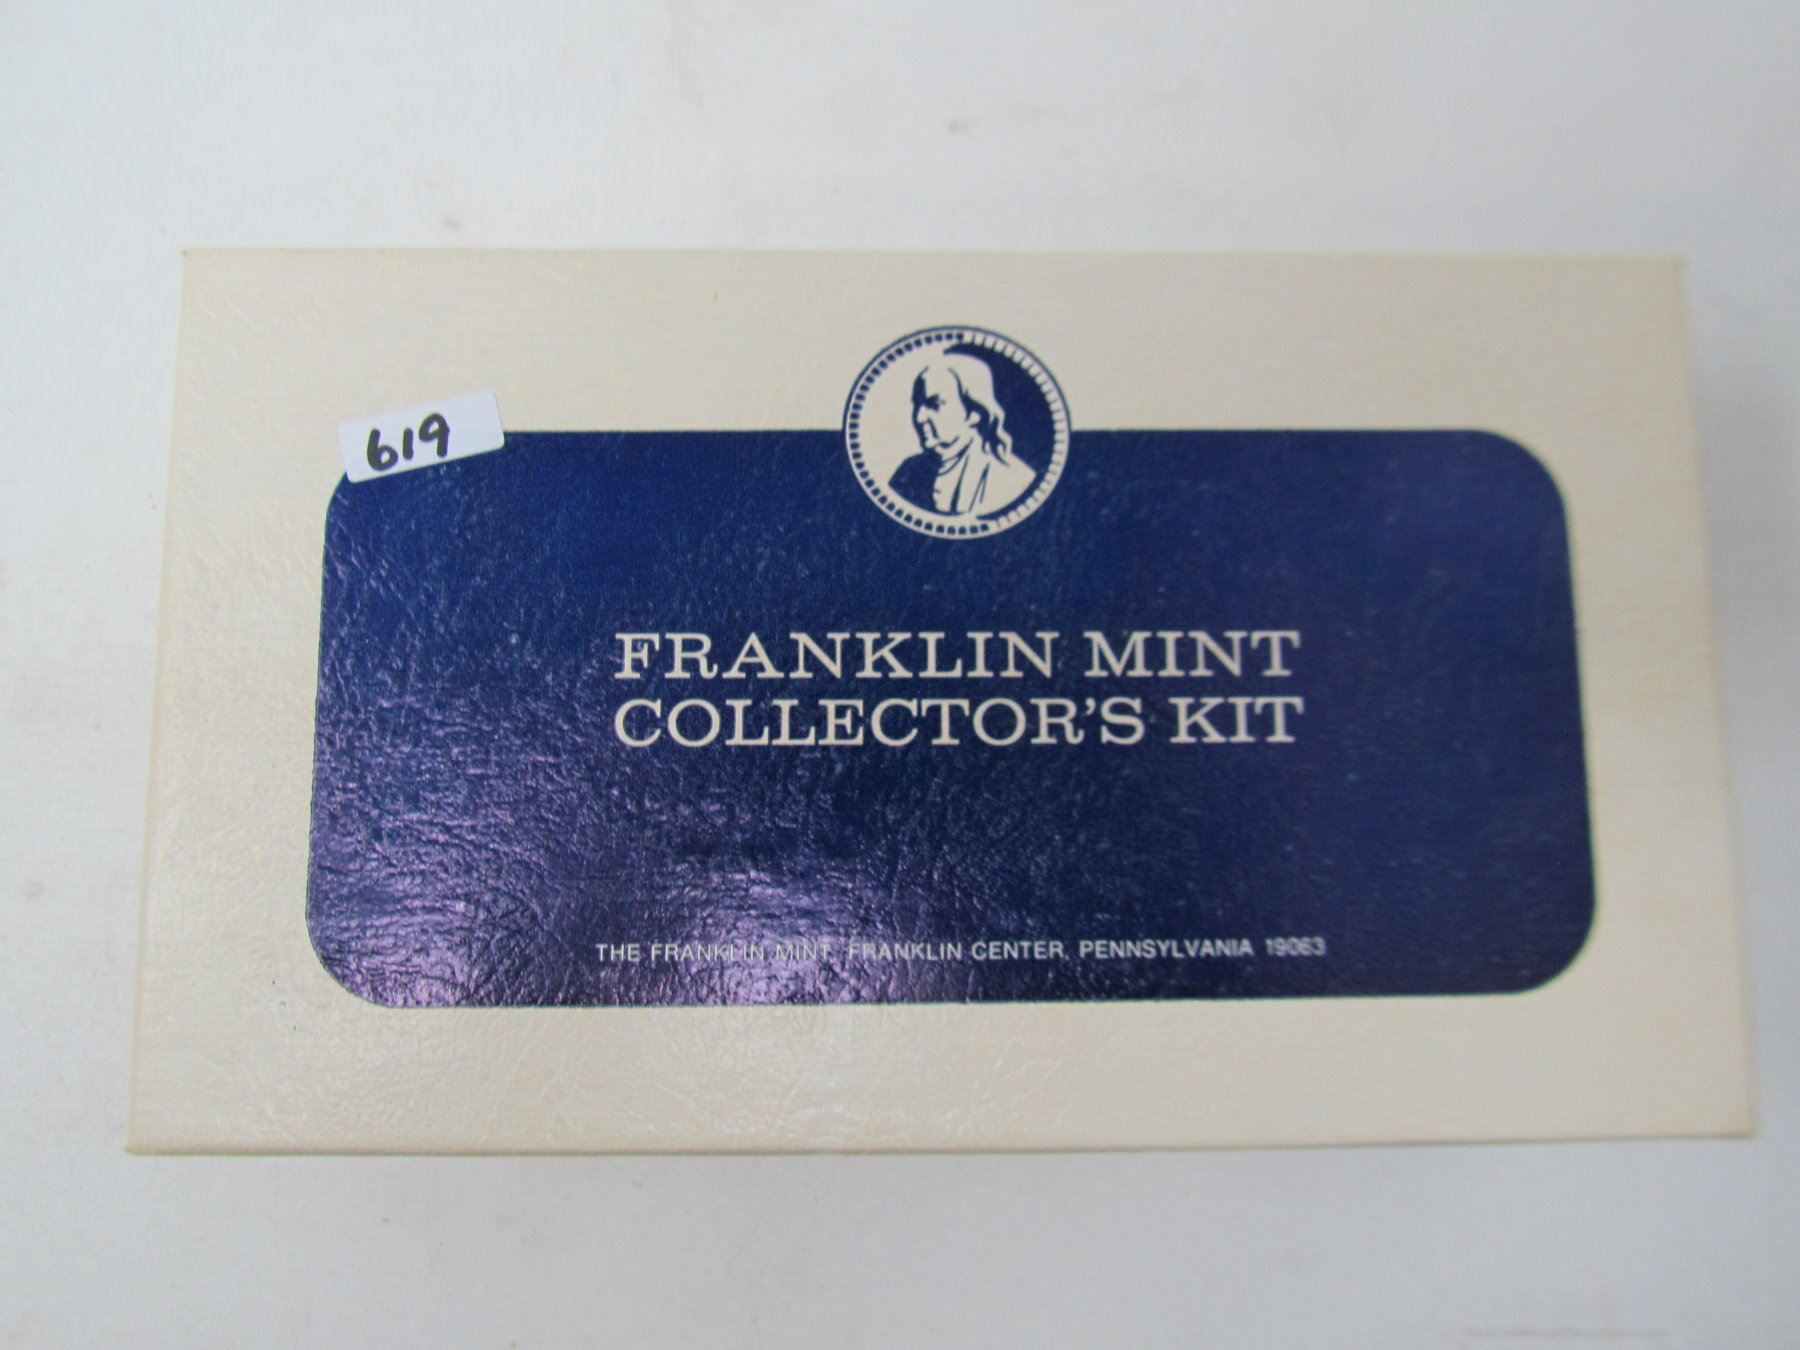 619
FRANKLIN MINT
COLLECTOR'S KIT
THE FRANKLIN MINT, FRANKLIN CENTER, PENNSYLVANIA 19063